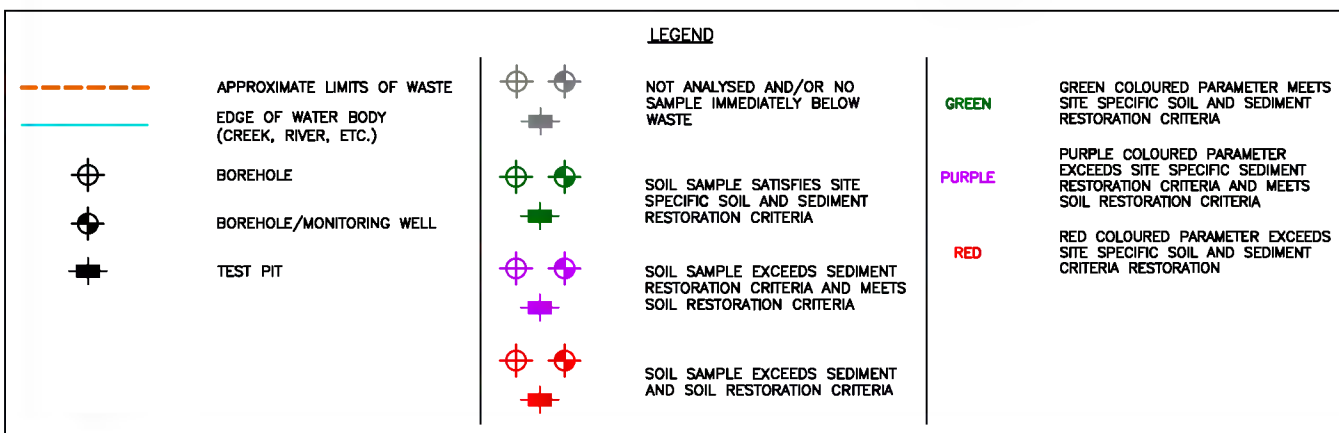 LEGEND
APPROXIMATE LIMITS OF WASTE
EDGE OF WATER BODY
(CREEK, RIVER, ETC.)
BOREHOLE
BOREHOLE/MONITORING WELL
TEST PIT
NOT ANALYSED AND/OR NO
SAMPLE IMMEDIATELY BELOW
WASTE
SOIL SAMPLE SATISFIES SITE
SPECIFIC SOIL AND SEDIMENT
RESTORATION CRITERIA
SOIL SAMPLE EXCEEDS SEDIMENT
RESTORATION CRITERIA AND MEETS
SOIL RESTORATION CRITERIA
SOIL SAMPLE EXCEEDS SEDIMENT
AND SOIL RESTORATION CRITERIA
GREEN
GREEN COLOURED PARAMETER MEETS
SITE SPECIFIC SOIL AND SEDIMENT
RESTORATION CRITERIA
PURPLE
PURPLE COLOURED PARAMETER
EXCEEDS SITE SPECIFIC SEDIMENT
RESTORATION CRITERIA AND MEETS
SOIL RESTORATION CRITERIA
RED
RED COLOURED PARAMETER EXCEEDS
SITE SPECIFIC SOIL AND SEDIMENT
CRITERIA RESTORATION